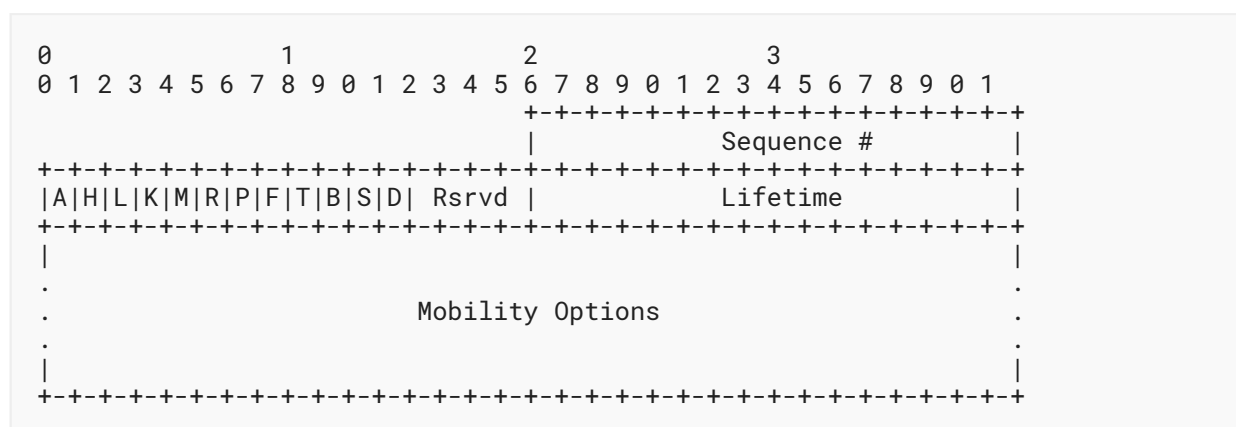 0               1               2               3
0 1 2 3 4 5 6 7 8 9 0 1 2 3 4 5 6 7 8 9 0 1 2 3 4 5 6 7 8 9 0 1
                                +-+-+-+-+-+-+-+-+-+-+-+-+-+-+-+-+
                                |            Sequence #         |
+-+-+-+-+-+-+-+-+-+-+-+-+-+-+-+-+-+-+-+-+-+-+-+-+-+-+-+-+-+-+-+-+
|A|H|L|K|M|R|P|F|T|B|S|D| Rsrvd |            Lifetime           |
+-+-+-+-+-+-+-+-+-+-+-+-+-+-+-+-+-+-+-+-+-+-+-+-+-+-+-+-+-+-+-+-+
|                                                               |
.                                                               .
.                        Mobility Options                       .
.                                                               .
|                                                               |
+-+-+-+-+-+-+-+-+-+-+-+-+-+-+-+-+-+-+-+-+-+-+-+-+-+-+-+-+-+-+-+-+